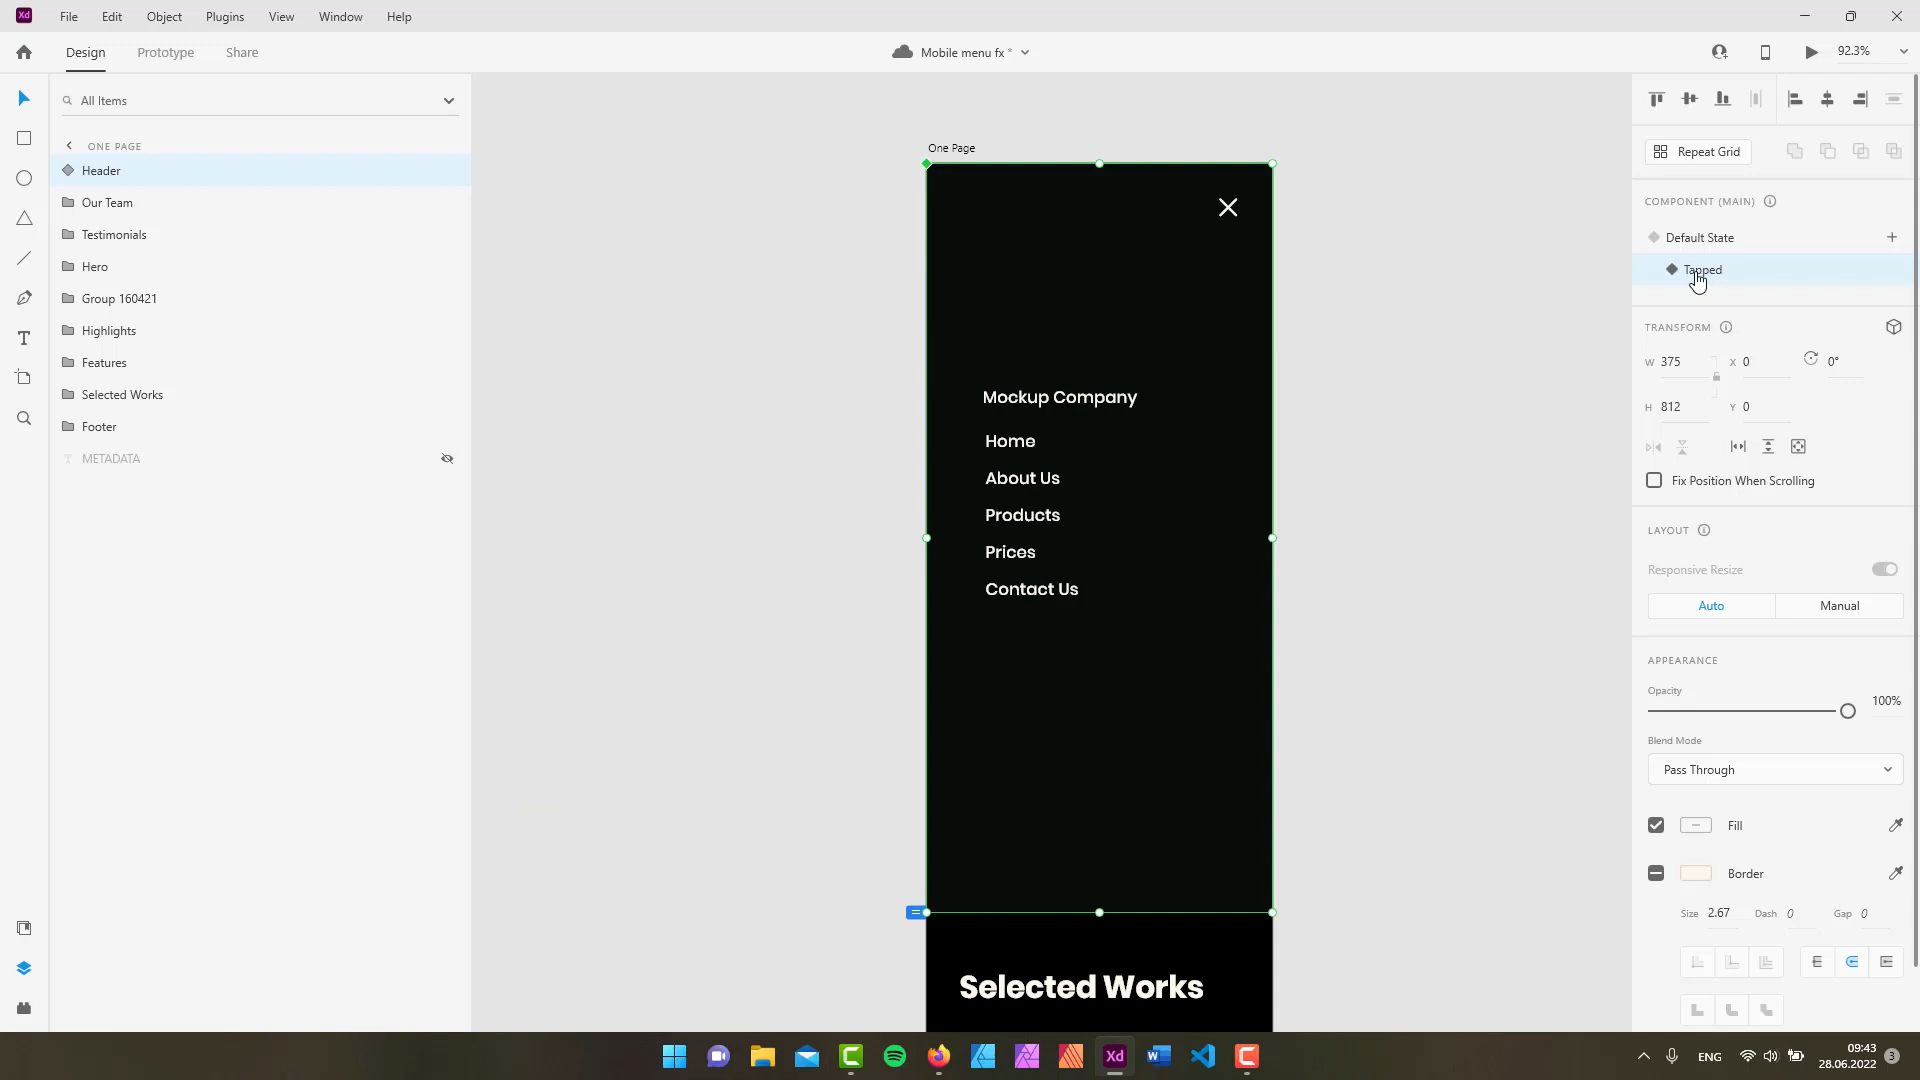 Xd File Edit Object Plugins View Window Help
Design Prototype Share
Mobile menu fx *
92.3%
All Items
ONE PAGE
Header
Our Team
Testimonials
Hero
Group 160421
Highlights
Features
Selected Works
Footer
METADATA
One Page
Mockup Company
Home
About Us
Products
Prices
Contact Us
Selected Works
Repeat Grid
COMPONENT (MAIN)
Default State
Tapped
TRANSFORM
W 375 X 0 0°
H 812 Y 0
Fix Position When Scrolling
LAYOUT
Responsive Resize
Auto Manual
APPEARANCE
Opacity
100%
Blend Mode
Pass Through
Fill
Border
Size 2.67 Dash 0 Gap 0
Xd
ENG
09:43
28.06.2022
3